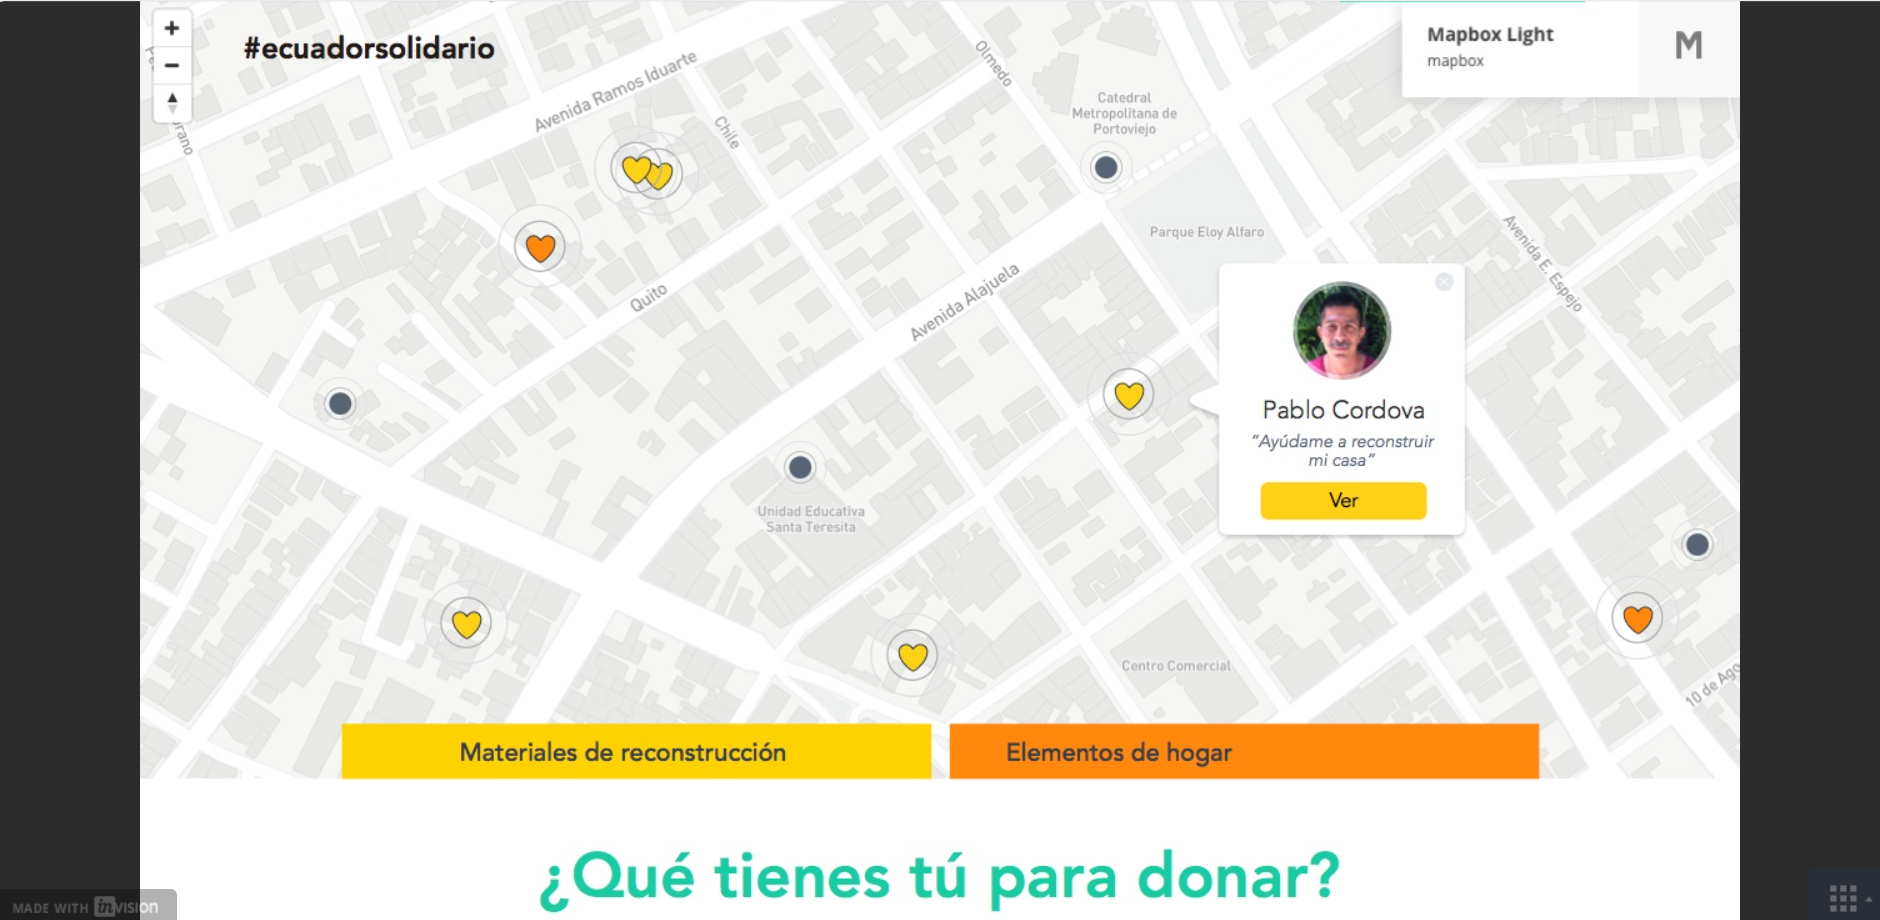 #ecuadorsolidario
Mapbox Light
mapbox
M
Avenida Ramos Iduarte
Chile
Olmedo
Catedral
Metropolitana de
Portoviejo
Parque Eloy Alfaro
Avenida E. Espejo
Quito
Avenida Alajuela
Pablo Cordova
“Ayúdame a reconstruir
mi casa”
Ver
Unidad Educativa
Santa Teresita
Centro Comercial
10 de Ago
Materiales de reconstrucción
Elementos de hogar
¿Qué tienes tú para donar?
MADE WITH inVISION